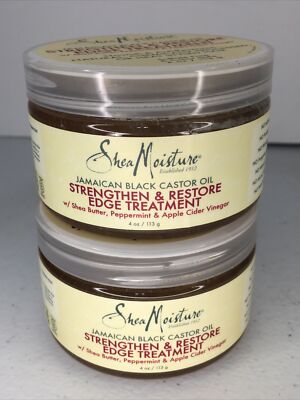 SheaMoisture®
Established 1912
JAMAICAN BLACK CASTOR OIL
STRENGTHEN & RESTORE
EDGE TREATMENT
w/ Shea Butter, Peppermint & Apple Cider Vinegar
4 oz. / 113 g
SheaMoisture®
Established 1912
JAMAICAN BLACK CASTOR OIL
STRENGTHEN & RESTORE
EDGE TREATMENT
w/ Shea Butter, Peppermint & Apple Cider Vinegar
4 oz. / 113 g